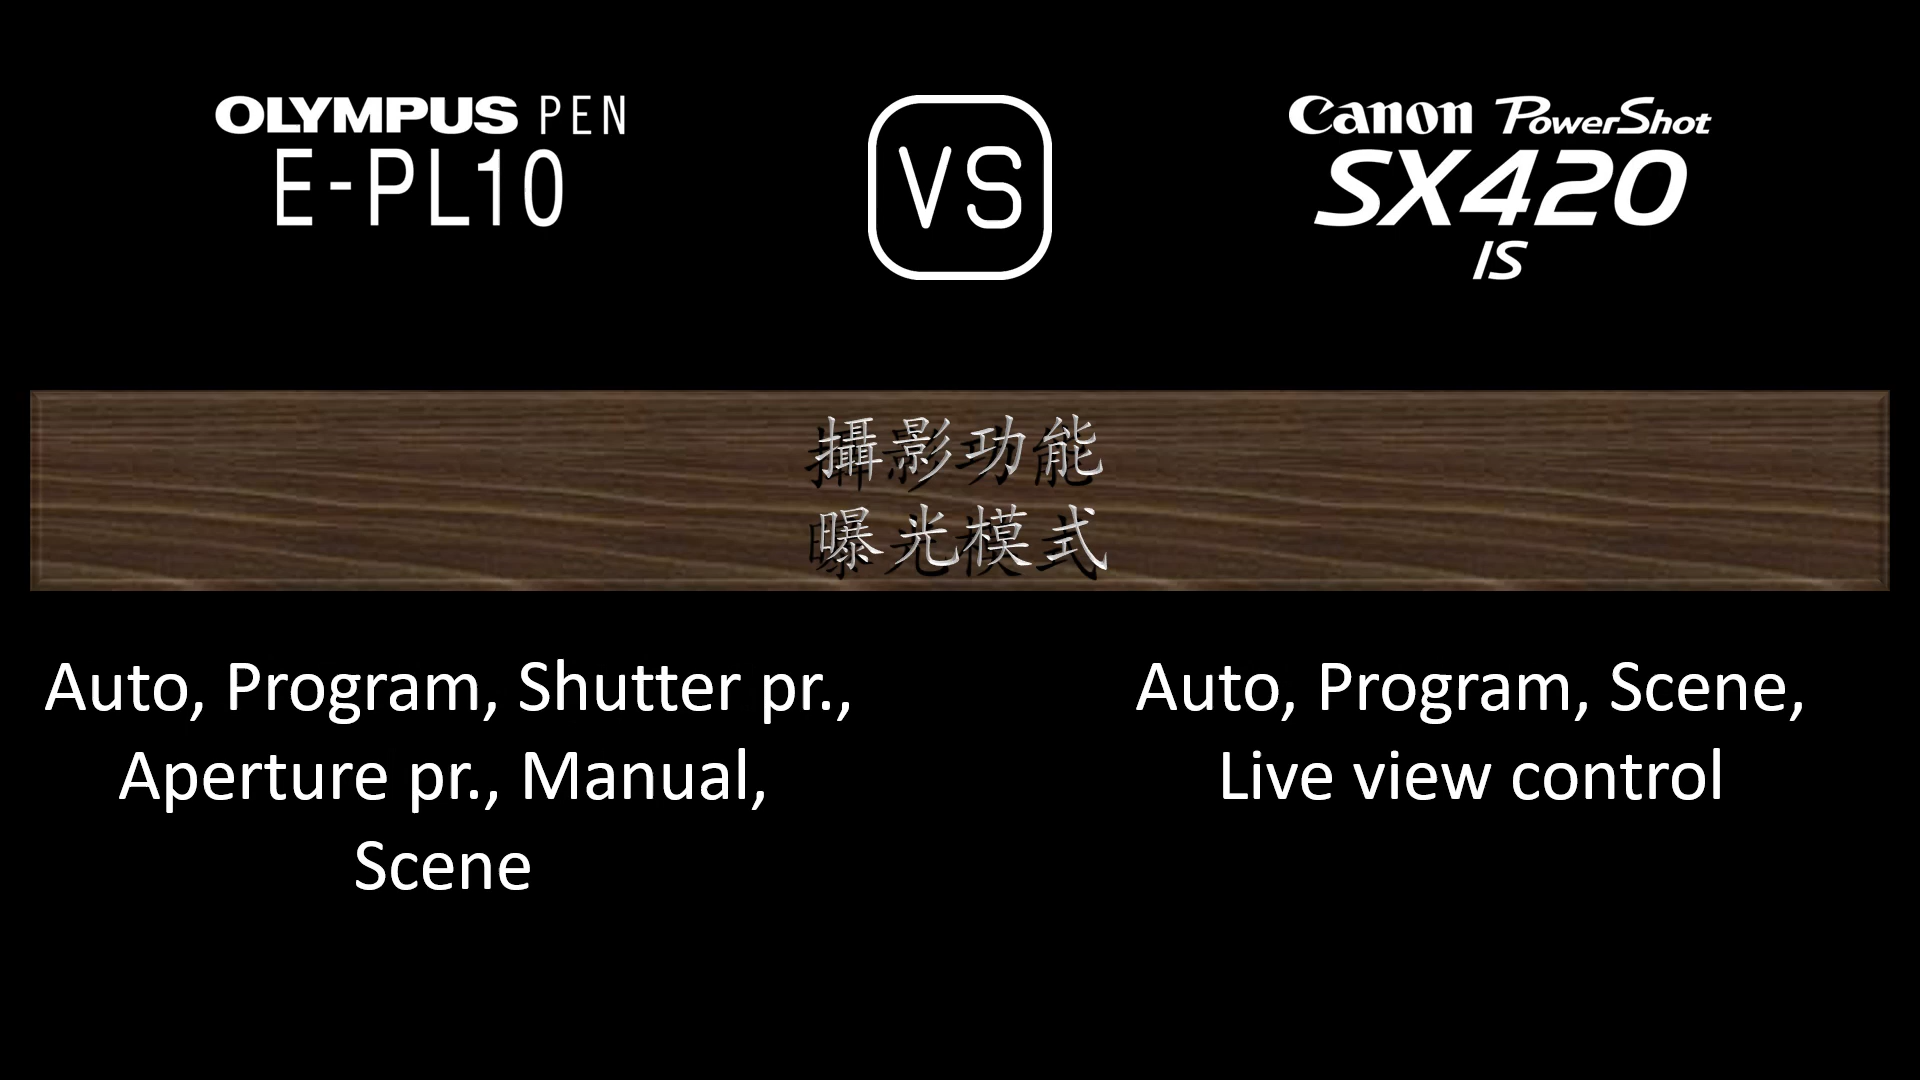 OLYMPUS PEN
E-PL10
VS
Canon PowerShot
SX420
IS
攝影功能
曝光模式
Auto, Program, Shutter pr.,
Aperture pr., Manual,
Scene
Auto, Program, Scene,
Live view control